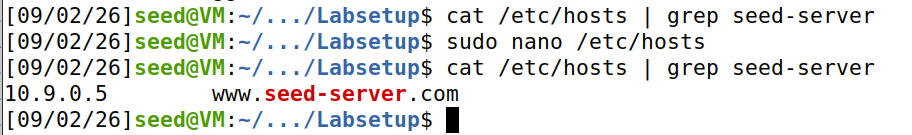 [09/02/26]seed@VM:~/.../Labsetup$ cat /etc/hosts | grep seed-server
[09/02/26]seed@VM:~/.../Labsetup$ sudo nano /etc/hosts
[09/02/26]seed@VM:~/.../Labsetup$ cat /etc/hosts | grep seed-server
10.9.0.5        www.seed-server.com
[09/02/26]seed@VM:~/.../Labsetup$